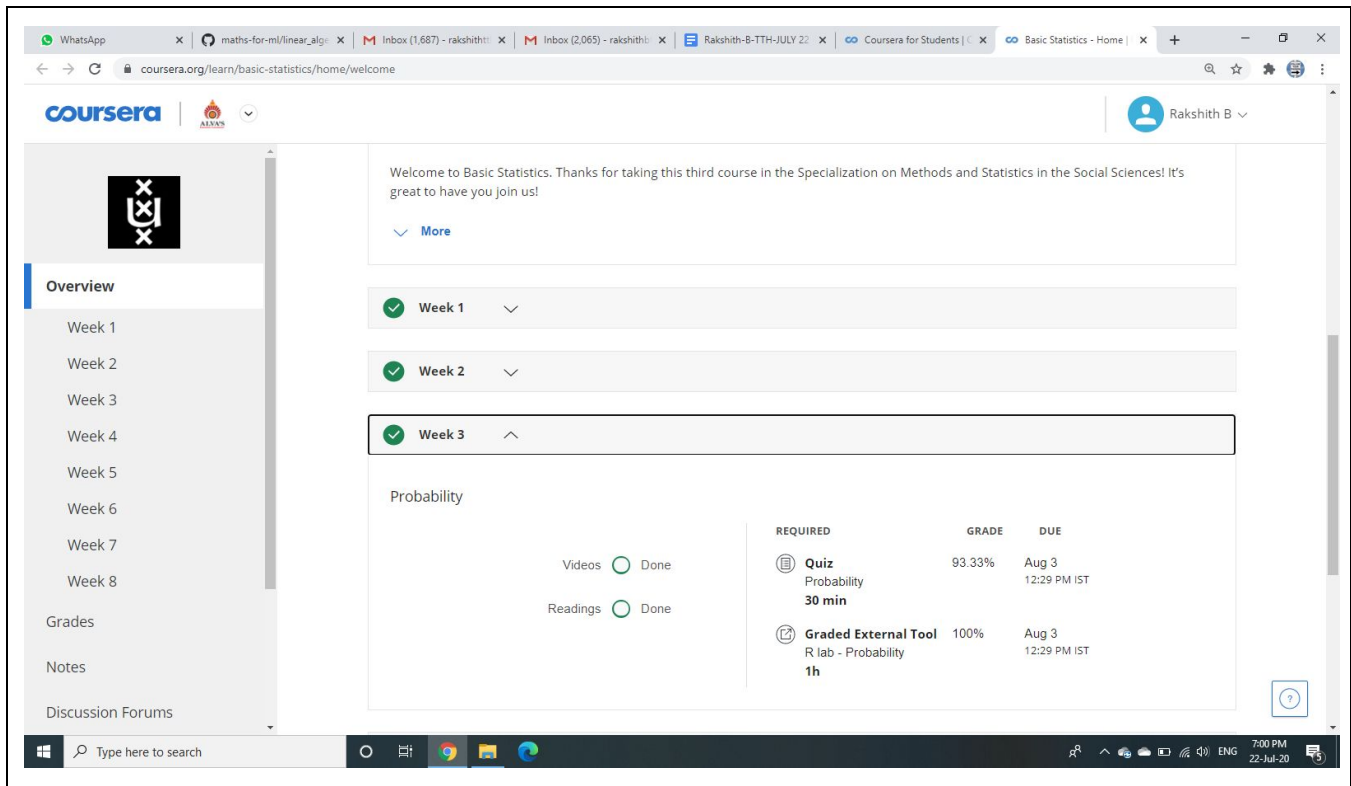 WhatsApp
maths-for-ml/linear_alge
Inbox (1,687) - rakshithtt
Inbox (2,065) - rakshithb
Rakshith-B-TTH-JULY 22
Coursera for Students | C
Basic Statistics - Home |
coursera.org/learn/basic-statistics/home/welcome
coursera
ALVA'S
Rakshith B
Welcome to Basic Statistics. Thanks for taking this third course in the Specialization on Methods and Statistics in the Social Sciences! It's
great to have you join us!
More
Overview
Week 1
Week 2
Week 3
Week 4
Week 5
Week 6
Week 7
Week 8
Grades
Notes
Discussion Forums
Week 1
Week 2
Week 3
Probability
Videos Done
Readings Done
REQUIRED GRADE DUE
Quiz 93.33% Aug 3
Probability 12:29 PM IST
30 min
Graded External Tool 100% Aug 3
R lab - Probability 12:29 PM IST
1h
Type here to search
ENG
7:00 PM
22-Jul-20
5